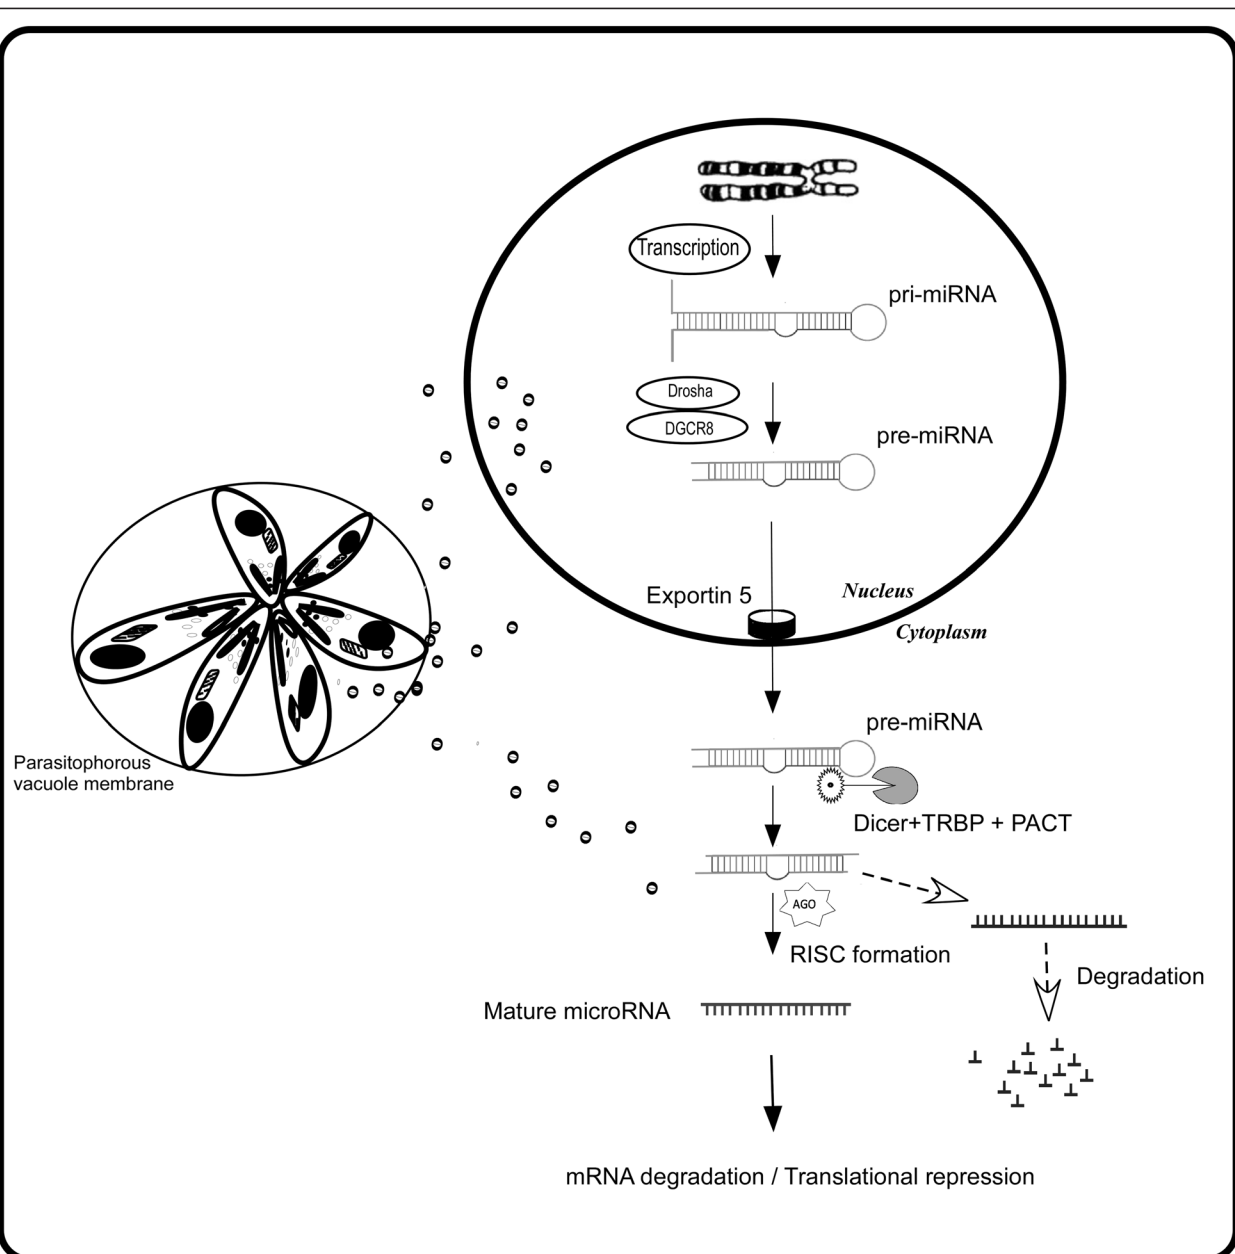 Transcription
pri-miRNA
Drosha
DGCR8
pre-miRNA
Exportin 5
Nucleus
Cytoplasm
pre-miRNA
Parasitophorous
vacuole membrane
Dicer+TRBP + PACT
AGO
RISC formation
Degradation
Mature microRNA
mRNA degradation / Translational repression